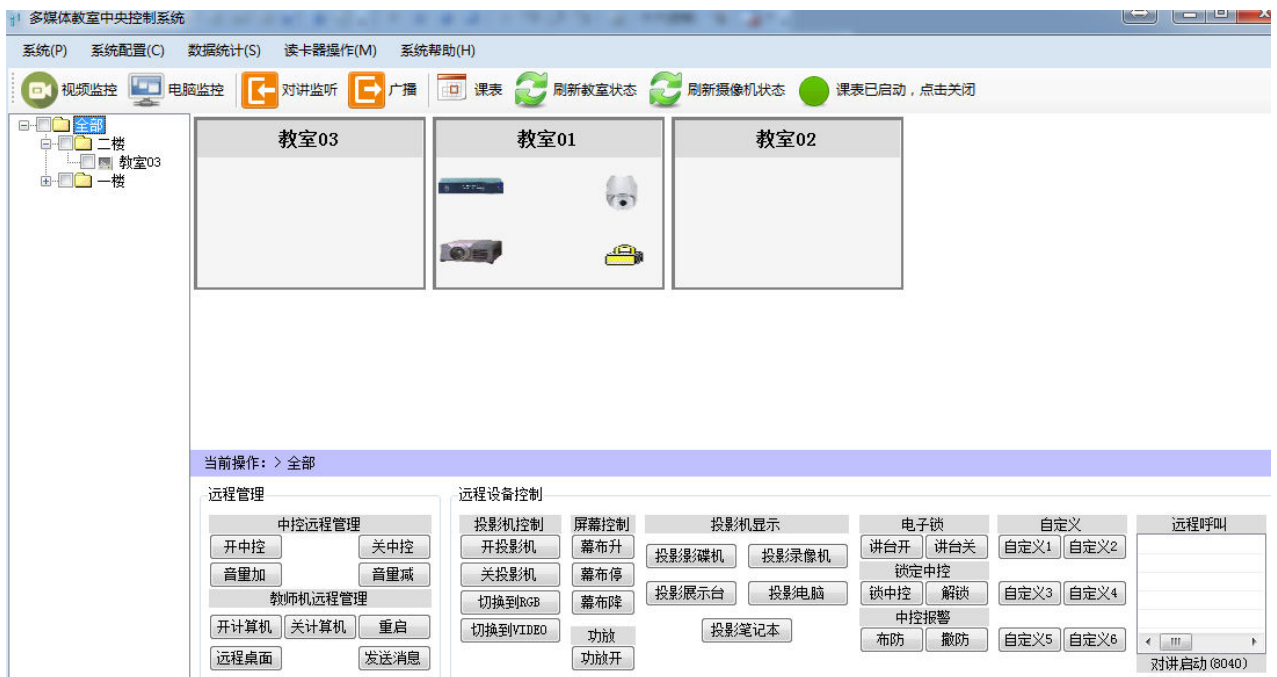 多媒体教室中央控制系统
系统(P) 系统配置(C) 数据统计(S) 读卡器操作(M) 系统帮助(H)
视频监控 电脑监控 对讲监听 广播 课表 刷新教室状态 刷新摄像机状态 课表已启动，点击关闭
全部
二楼
教室03
一楼
教室03 教室01 教室02
当前操作: > 全部
远程管理
中控远程管理
开中控 关中控
音量加 音量减
教师机远程管理
开计算机 关计算机 重启
远程桌面 发送消息
远程设备控制
投影机控制
开投影机
关投影机
切换到RGB
切换到VIDEO
屏幕控制
幕布升
幕布停
幕布降
功放
功放开
投影机显示
投影影碟机 投影录像机
投影展示台 投影电脑
投影笔记本
电子锁
讲台开 讲台关
锁定中控
锁中控 解锁
中控报警
布防 撤防
自定义
自定义1 自定义2
自定义3 自定义4
自定义5 自定义6
远程呼叫
对讲启动(8040)